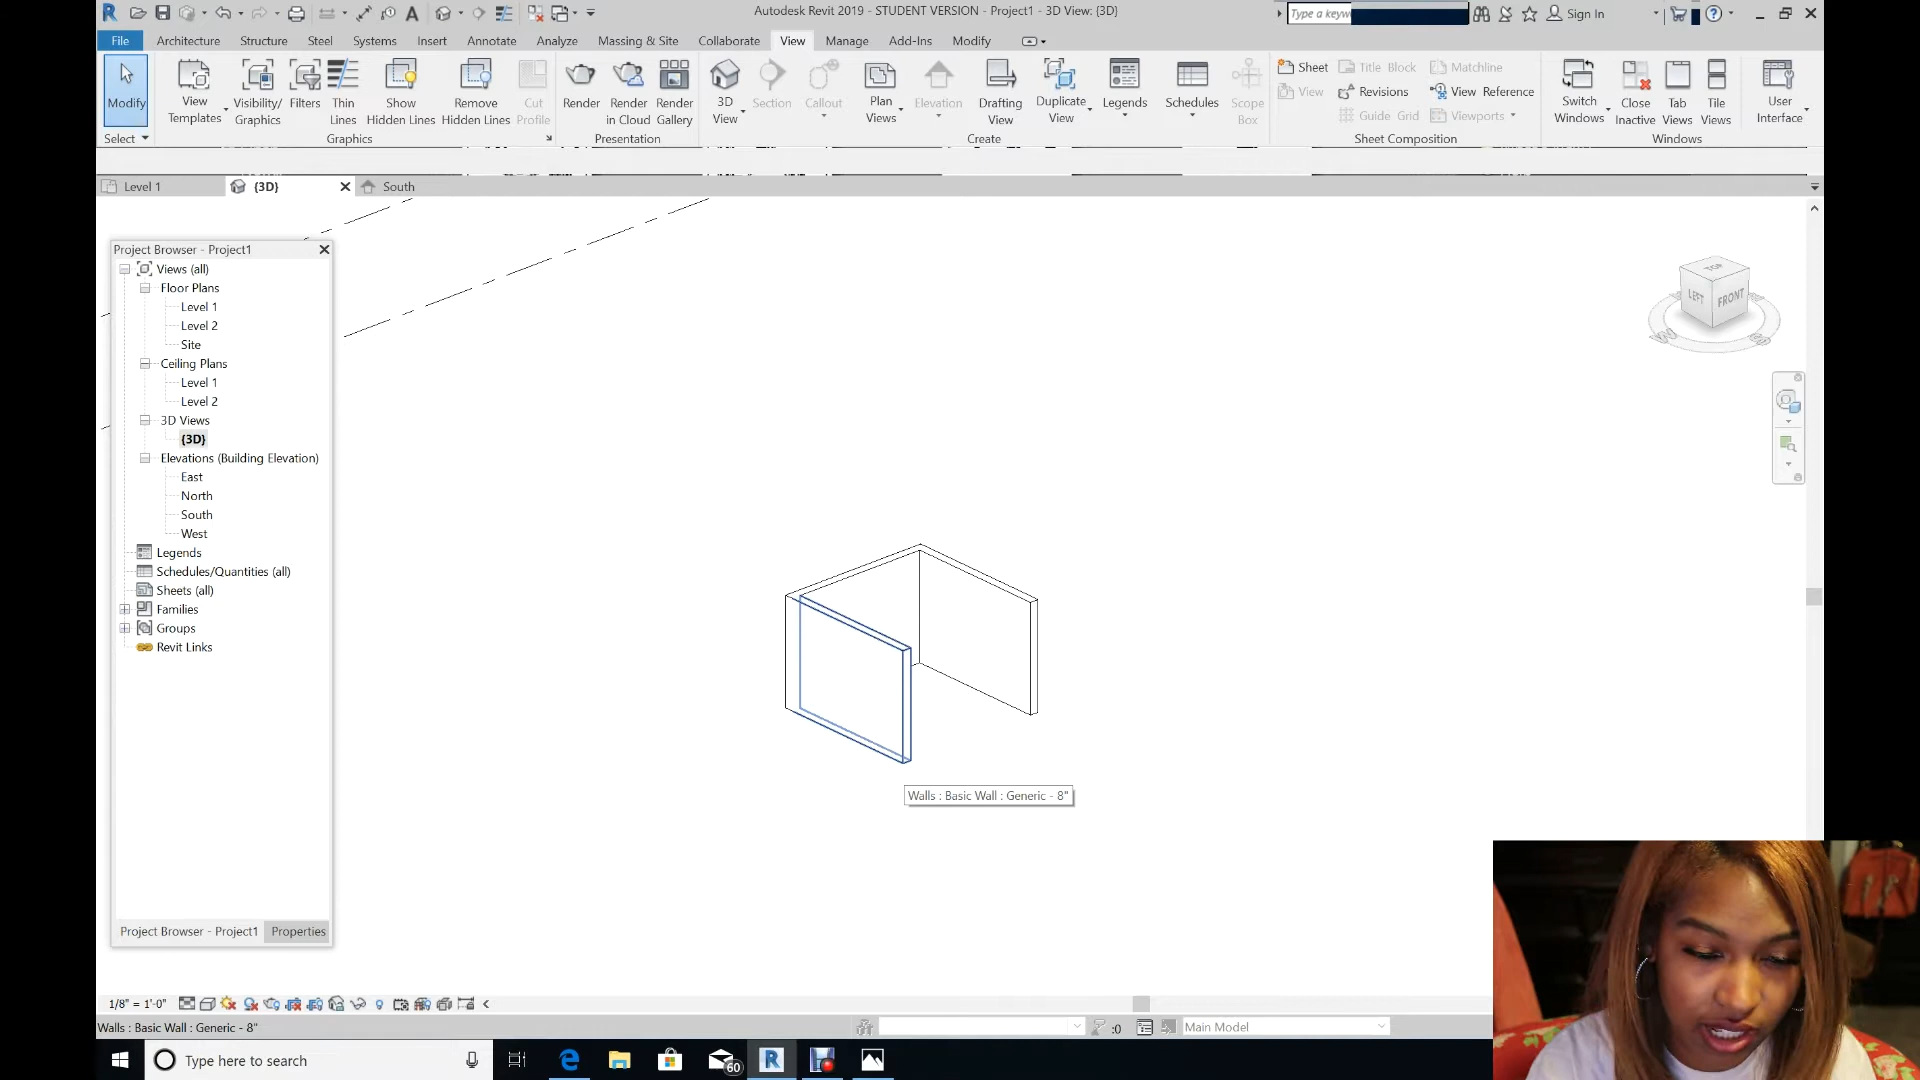 Autodesk Revit 2019 - STUDENT VERSION - Project1 - 3D View: {3D}
Type a keyw
Sign In
File Architecture Structure Steel Systems Insert Annotate Analyze Massing & Site Collaborate View Manage Add-Ins Modify
Modify
View Templates
Visibility/ Graphics
Filters
Thin Lines
Show Hidden Lines
Remove Hidden Lines
Cut Profile
Render
Render in Cloud
Render Gallery
3D View
Section
Callout
Plan Views
Elevation
Drafting View
Duplicate View
Legends
Schedules
Scope Box
Sheet
Title Block
Matchline
View
Revisions
View Reference
Guide Grid
Viewports
Switch Windows
Close Inactive
Tab Views
Tile Views
User Interface
Select Graphics Presentation Create Sheet Composition Windows
Level 1 {3D} South
Project Browser - Project1
Views (all)
Floor Plans
Level 1
Level 2
Site
Ceiling Plans
Level 1
Level 2
3D Views
{3D}
Elevations (Building Elevation)
East
North
South
West
Legends
Schedules/Quantities (all)
Sheets (all)
Families
Groups
Revit Links
Project Browser - Project1 Properties
TOP
LEFT FRONT
Walls : Basic Wall : Generic - 8"
1/8" = 1'-0"
Walls : Basic Wall : Generic - 8"
:0
Main Model
Type here to search
60